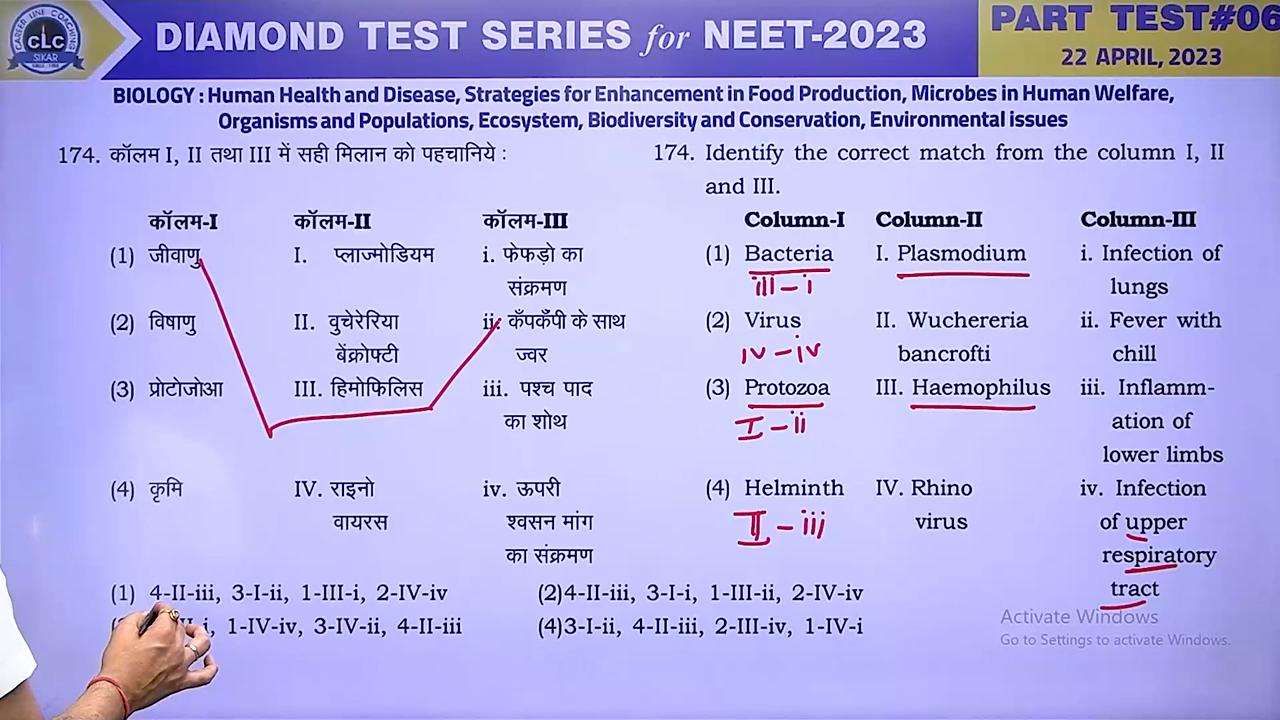 CAREER LINE COACHING
CLC
SIKAR
DIAMOND TEST SERIES for NEET-2023
PART TEST#06
22 APRIL, 2023
BIOLOGY : Human Health and Disease, Strategies for Enhancement in Food Production, Microbes in Human Welfare,
Organisms and Populations, Ecosystem, Biodiversity and Conservation, Environmental issues
174. कॉलम I, II तथा III में सही मिलान को पहचानिये :
कॉलम-I कॉलम-II कॉलम-III
(1) जीवाणु I. प्लाज्मोडियम i. फेफड़ो का
संक्रमण
(2) विषाणु II. वुचेरेरिया ii. कँपकँपी के साथ
बेंक्रोफ्टी ज्वर
(3) प्रोटोजोआ III. हिमोफिलिस iii. पश्च पाद
का शोथ
(4) कृमि IV. राइनो iv. ऊपरी
वायरस श्वसन मांग
का संक्रमण
174. Identify the correct match from the column I, II
and III.
Column-I Column-II Column-III
(1) Bacteria I. Plasmodium i. Infection of
III – i lungs
(2) Virus II. Wuchereria ii. Fever with
IV – iv bancrofti chill
(3) Protozoa III. Haemophilus iii. Inflamm-
I – ii ation of
lower limbs
(4) Helminth IV. Rhino iv. Infection
II – iii virus of upper
respiratory
tract
(1) 4-II-iii, 3-I-ii, 1-III-i, 2-IV-iv (2)4-II-iii, 3-I-i, 1-III-ii, 2-IV-iv
i, 1-IV-iv, 3-IV-ii, 4-II-iii (4)3-I-ii, 4-II-iii, 2-III-iv, 1-IV-i
Activate Windows
Go to Settings to activate Windows.